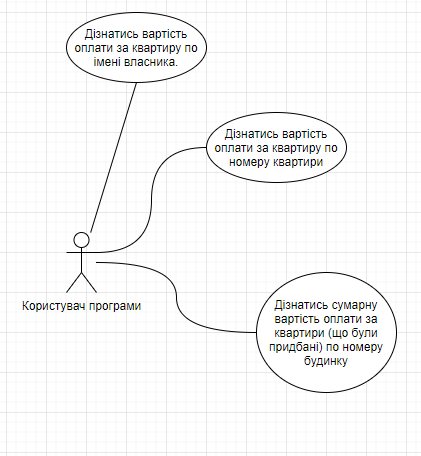 Дізнатись вартість
оплати за квартиру по
імені власника.
Дізнатись вартість
оплати за квартиру по
номеру квартири
Користувач програми
Дізнатись сумарну
вартість оплати за
квартири (що були
придбані) по номеру
будинку